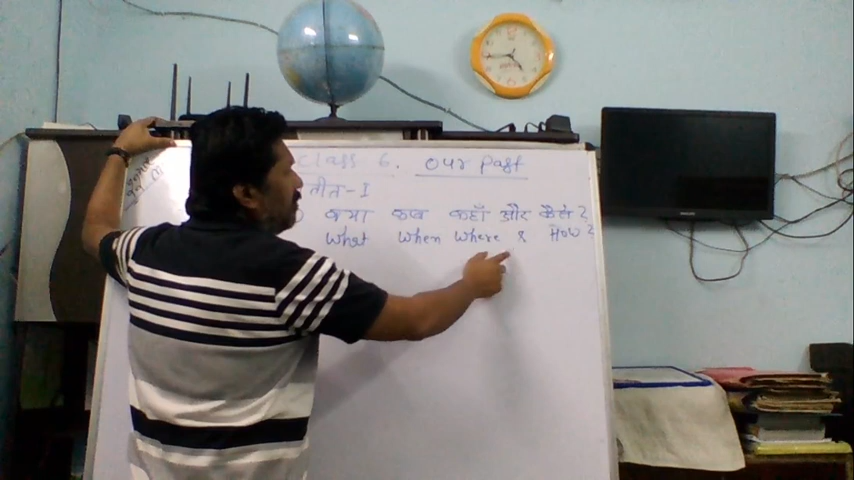 Class 6. Our Past
तीत-I
क्या कब कहाँ और कैसे?
What When Where & How?